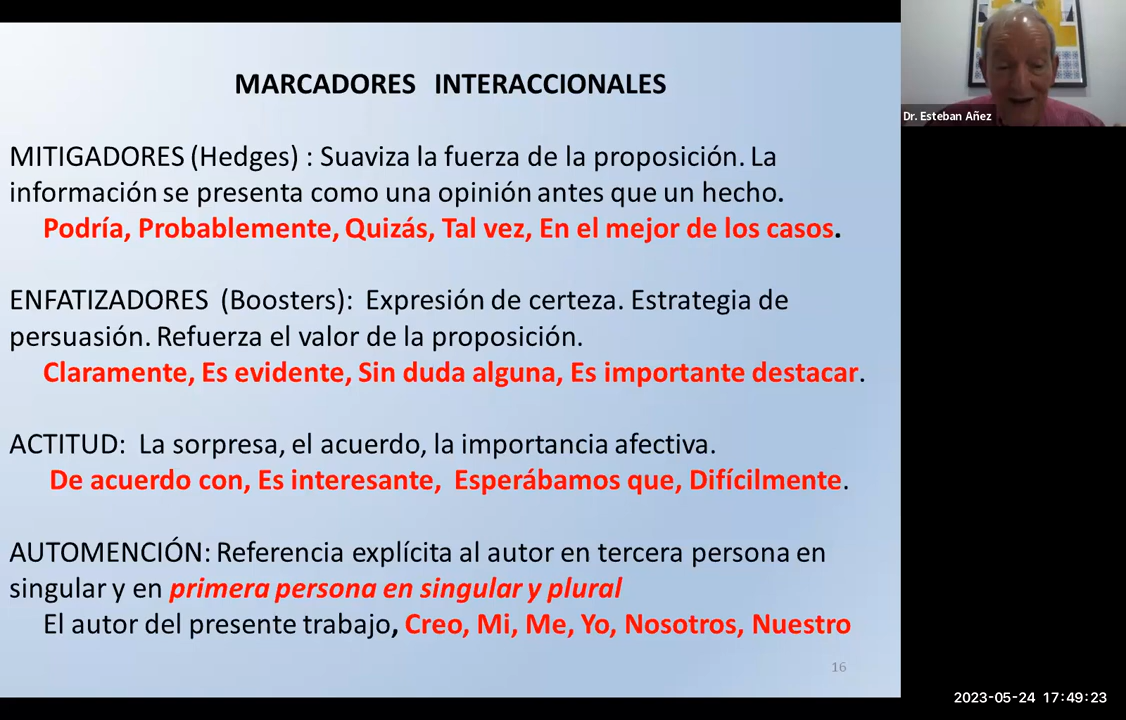 MARCADORES INTERACCIONALES
MITIGADORES (Hedges) : Suaviza la fuerza de la proposición. La
información se presenta como una opinión antes que un hecho.
Podría, Probablemente, Quizás, Tal vez, En el mejor de los casos.
ENFATIZADORES (Boosters): Expresión de certeza. Estrategia de
persuasión. Refuerza el valor de la proposición.
Claramente, Es evidente, Sin duda alguna, Es importante destacar.
ACTITUD: La sorpresa, el acuerdo, la importancia afectiva.
De acuerdo con, Es interesante, Esperábamos que, Difícilmente.
AUTOMENCIÓN: Referencia explícita al autor en tercera persona en
singular y en primera persona en singular y plural
El autor del presente trabajo, Creo, Mi, Me, Yo, Nosotros, Nuestro
16
Dr. Esteban Añez
2023-05-24 17:49:23